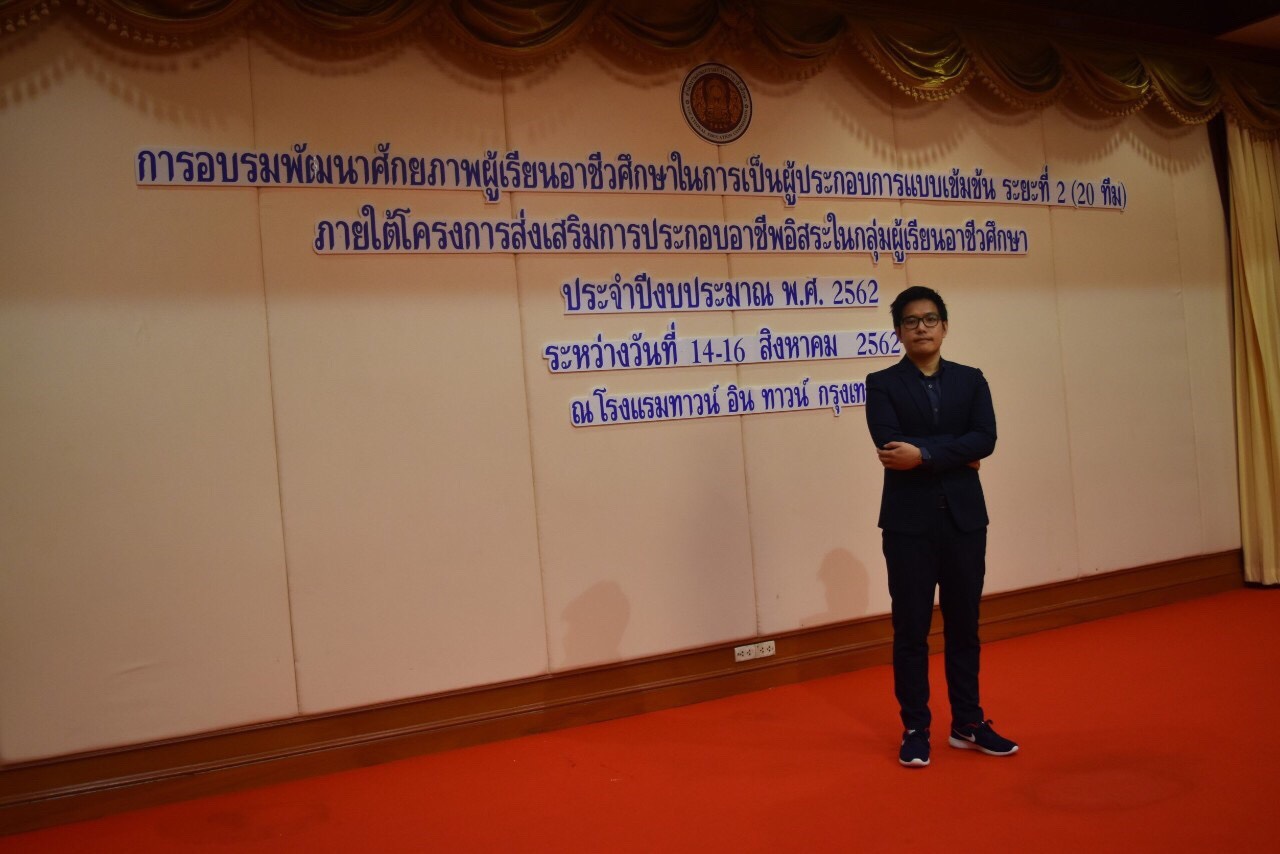 การอบรมพัฒนาศักยภาพผู้เรียนอาชีวศึกษาในการเป็นผู้ประกอบการแบบเข้มข้น ระยะที่ 2 (20 ทีม)
ภายใต้โครงการส่งเสริมการประกอบอาชีพอิสระในกลุ่มผู้เรียนอาชีวศึกษา
ประจำปีงบประมาณ พ.ศ. 2562
ระหว่างวันที่ 14-16 สิงหาคม 2562
ณ โรงแรมทาวน์ อิน ทาวน์ กรุงเท